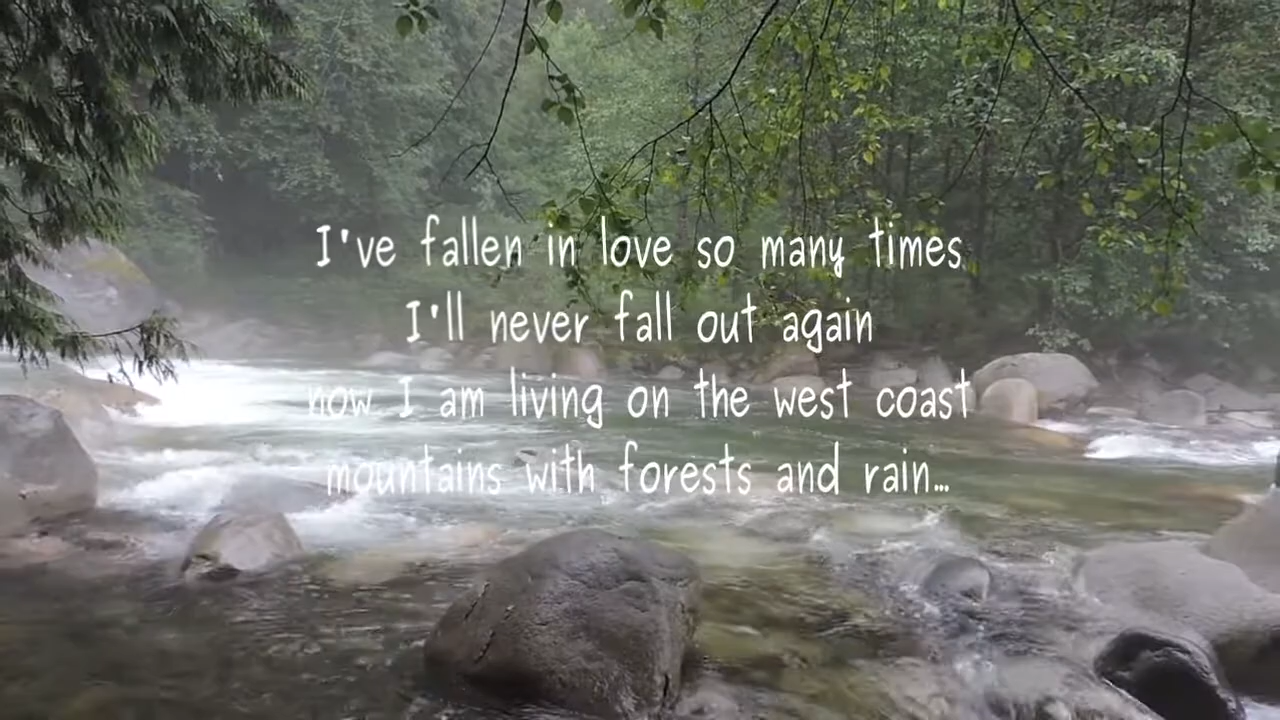 I've fallen in love so many times
I'll never fall out again
now I am living on the west coast
mountains with forests and rain...